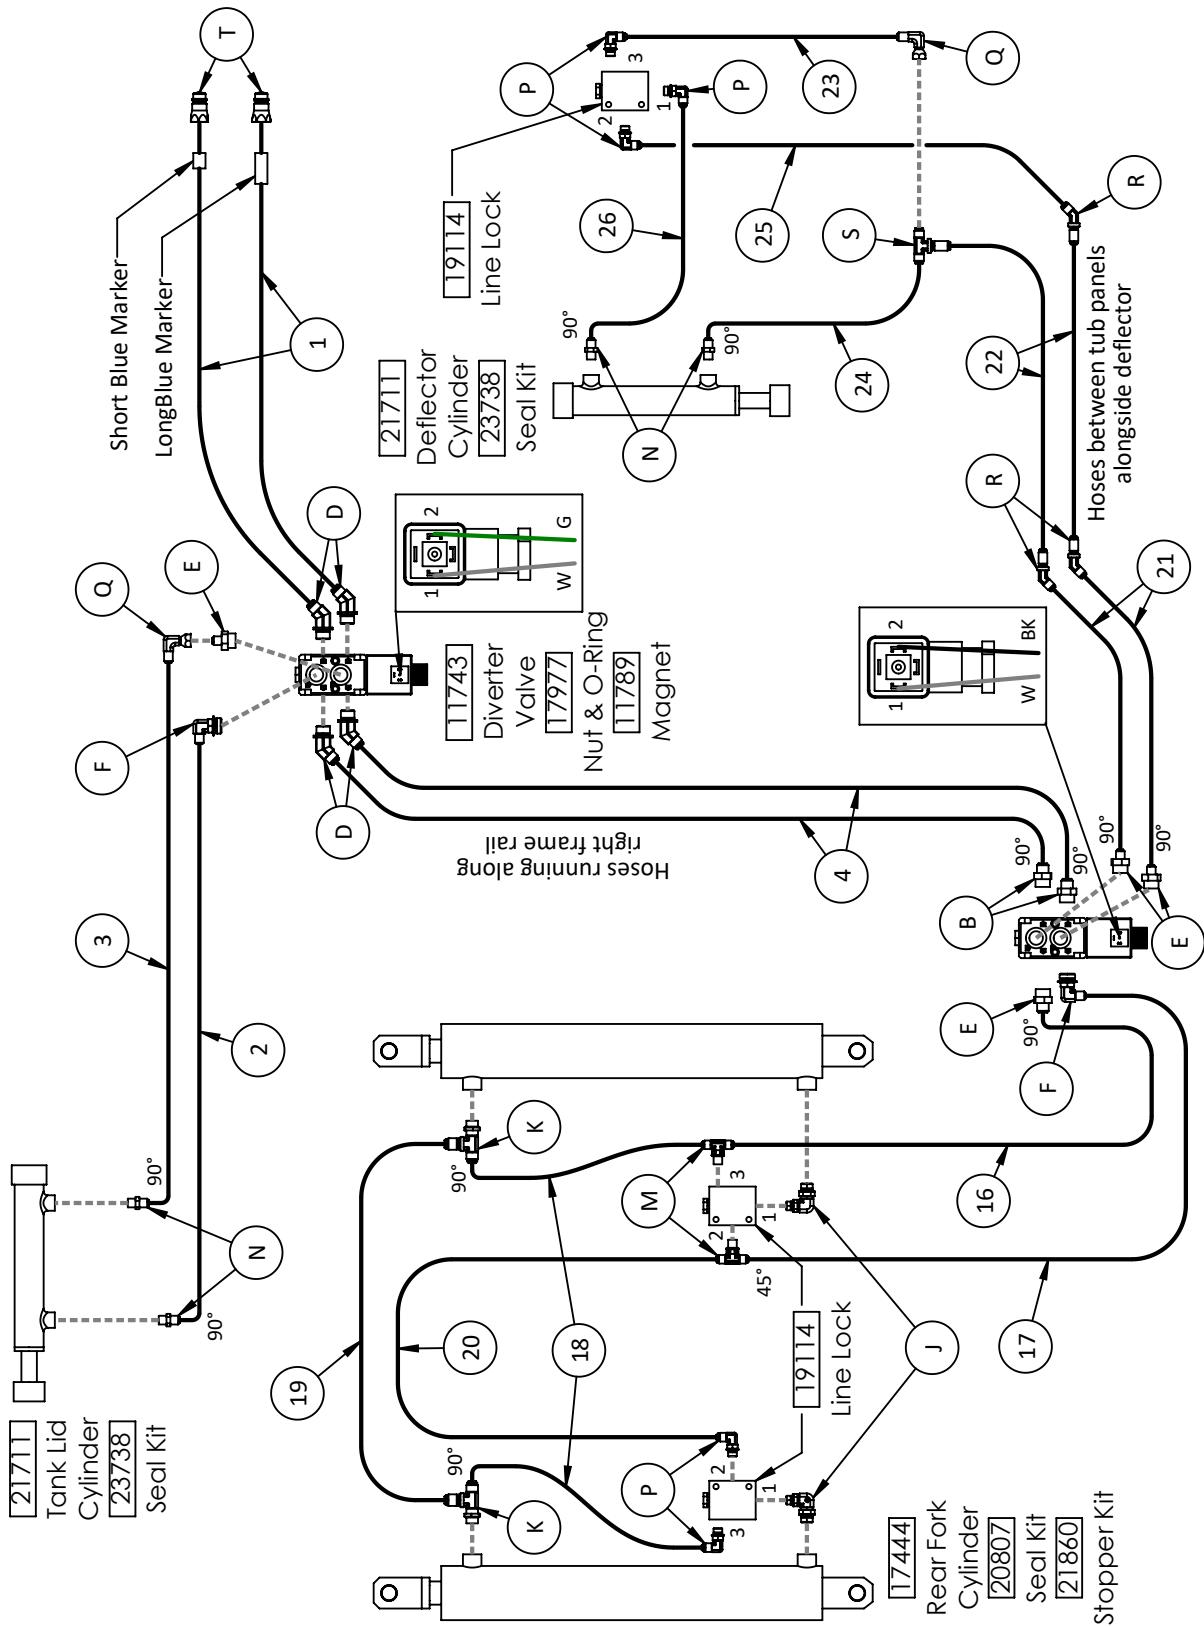 21711
Tank Lid
Cylinder
23738
Seal Kit
90°
90°
N
2
3
F
Q
E
D
D
Short Blue Marker
LongBlue Marker
T
1
11743
Diverter
Valve
17977
Nut & O-Ring
11789
Magnet
1
2
W
G
Hoses running along
right frame rail
4
21711
Deflector
Cylinder
23738
Seal Kit
N
90°
90°
19114
Line Lock
P
P
2
1
3
23
Q
26
25
S
24
22
R
R
Hoses between tub panels
alongside deflector
21
1
2
W
BK
B
90°
90°
90°
90°
E
E
90°
F
17444
Rear Fork
Cylinder
20807
Seal Kit
21860
Stopper Kit
19
20
18
K
K
90°
90°
P
2
1
3
J
19114
Line Lock
M
2
1
3
45°
16
17